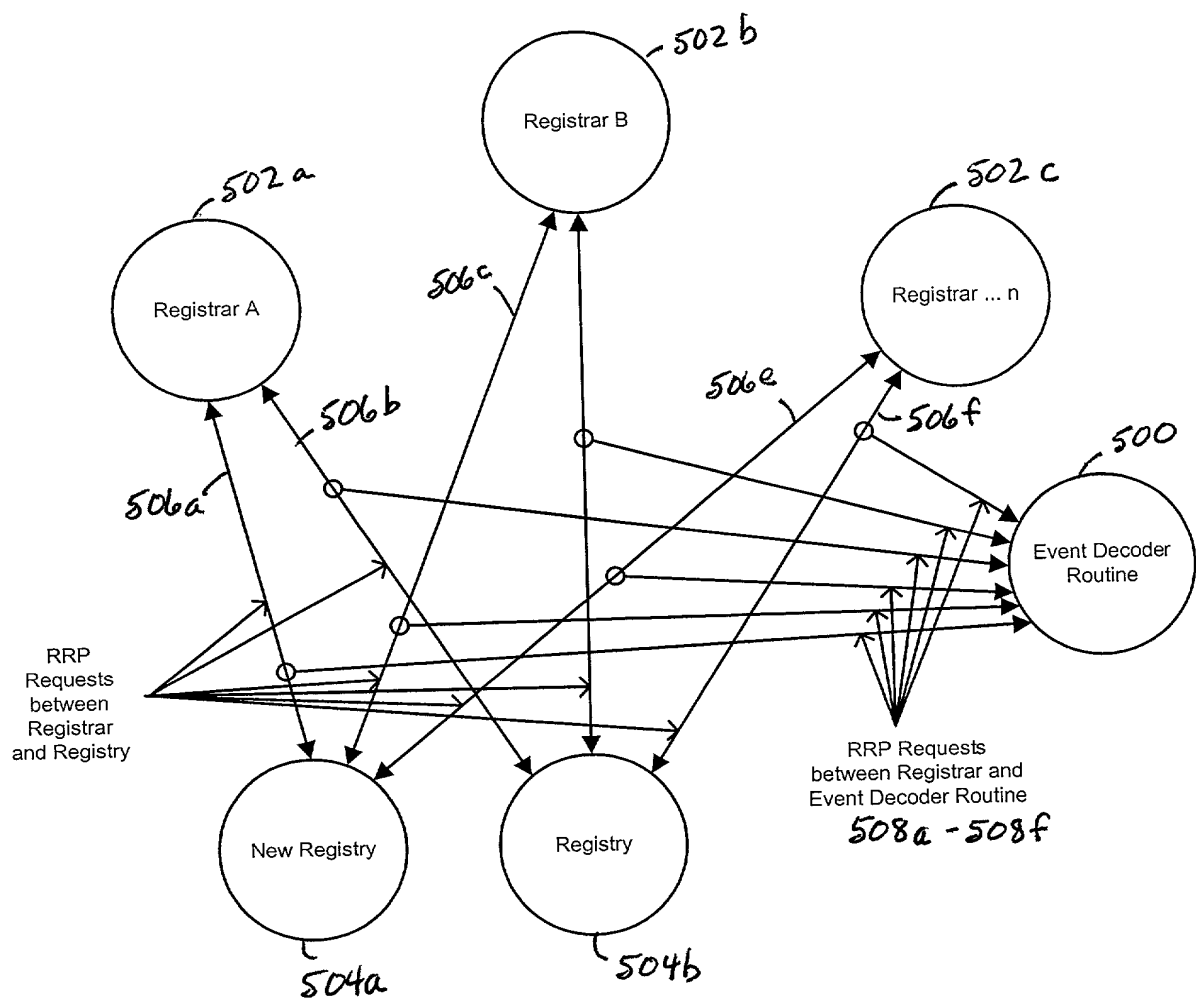 502b
Registrar B
502a
502c
Registrar A
506c
Registrar ... n
506b
506e
506f
500
506a
Event Decoder
Routine
RRP
Requests
between
Registrar
and Registry
RRP Requests
between Registrar and
Event Decoder Routine
508a - 508f
New Registry
Registry
504a
504b